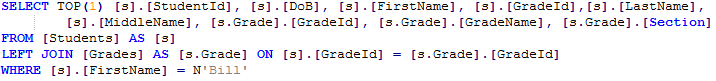 SELECT TOP(1) [s].[StudentId], [s].[DoB], [s].[FirstName], [s].[GradeId],[s].[LastName],
[s].[MiddleName], [s.Grade].[GradeId], [s.Grade].[GradeName], [s.Grade].[Section]
FROM [Students] AS [s]
LEFT JOIN [Grades] AS [s.Grade] ON [s].[GradeId] = [s.Grade].[GradeId]
WHERE [s].[FirstName] = N'Bill'